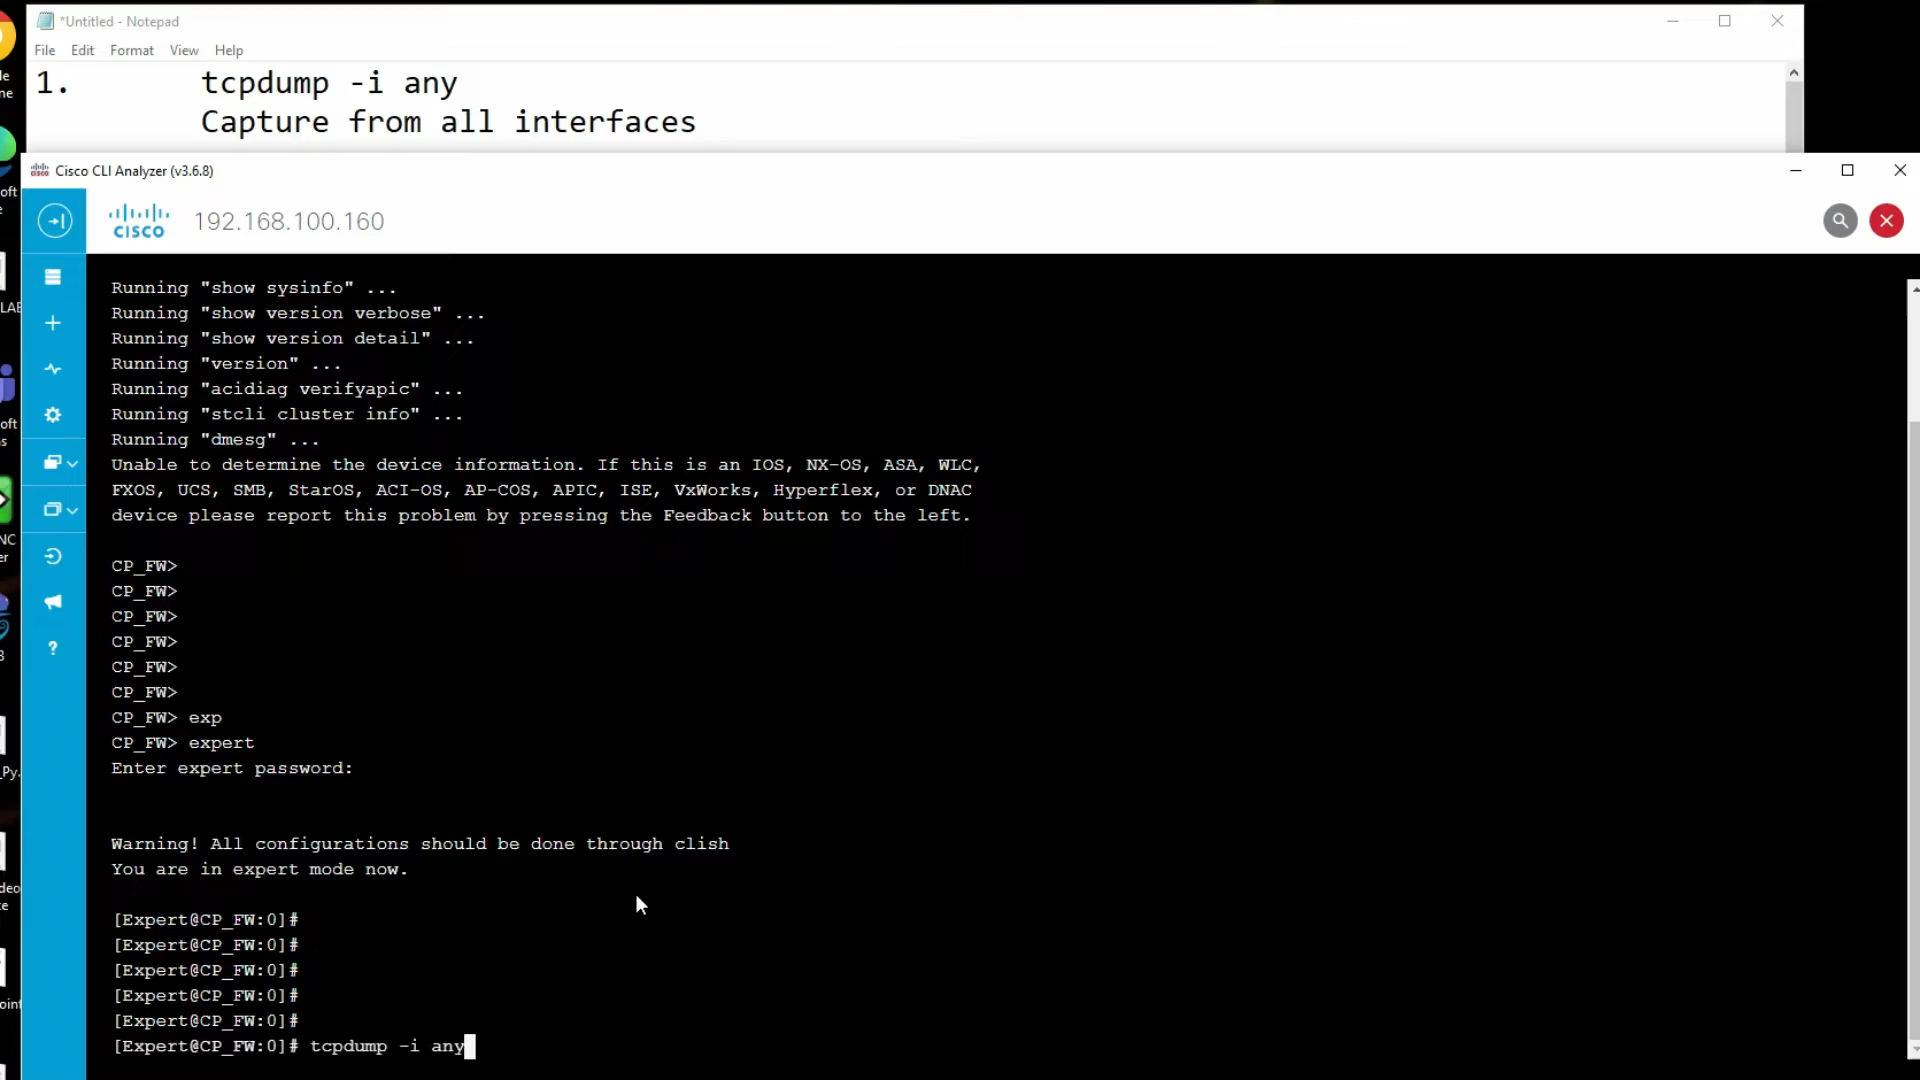 *Untitled - Notepad
File Edit Format View Help
1. tcpdump -i any
Capture from all interfaces
Cisco CLI Analyzer (v3.6.8)
cisco 192.168.100.160
Running "show sysinfo" ...
Running "show version verbose" ...
Running "show version detail" ...
Running "version" ...
Running "acidiag verifyapic" ...
Running "stcli cluster info" ...
Running "dmesg" ...
Unable to determine the device information. If this is an IOS, NX-OS, ASA, WLC,
FXOS, UCS, SMB, StarOS, ACI-OS, AP-COS, APIC, ISE, VxWorks, Hyperflex, or DNAC
device please report this problem by pressing the Feedback button to the left.
CP_FW>
CP_FW>
CP_FW>
CP_FW>
CP_FW>
CP_FW>
CP_FW> exp
CP_FW> expert
Enter expert password:
Warning! All configurations should be done through clish
You are in expert mode now.
[Expert@CP_FW:0]#
[Expert@CP_FW:0]#
[Expert@CP_FW:0]#
[Expert@CP_FW:0]#
[Expert@CP_FW:0]#
[Expert@CP_FW:0]# tcpdump -i any